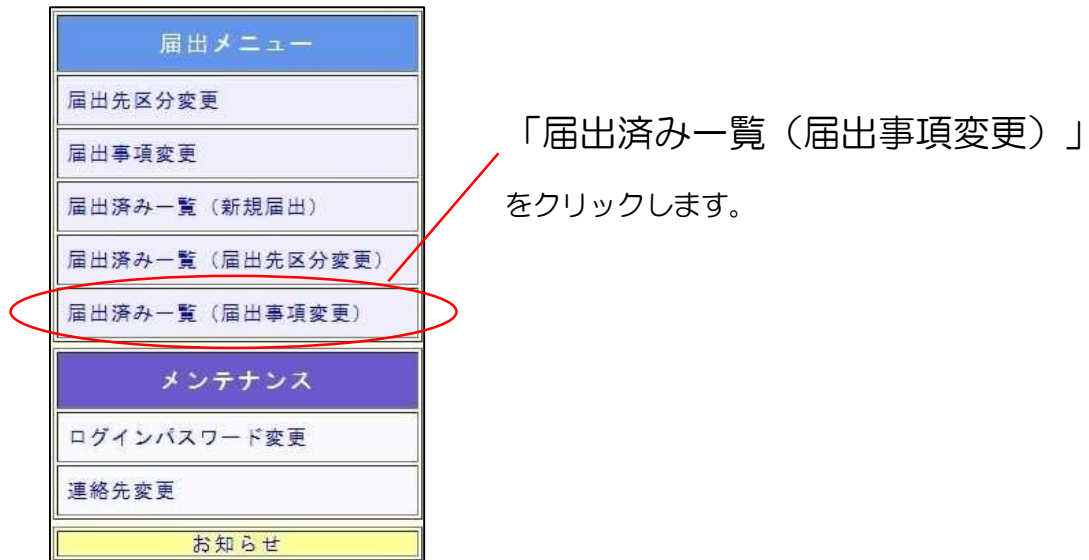 届出メニュー
届出先区分変更
届出事項変更
届出済み一覧（新規届出）
届出済み一覧（届出先区分変更）
届出済み一覧（届出事項変更）
メンテナンス
ログインパスワード変更
連絡先変更
お知らせ
「届出済み一覧（届出事項変更）」
をクリックします。